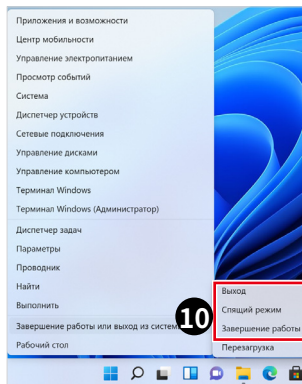 Приложения и возможности
Центр мобильности
Управление электропитанием
Просмотр событий
Система
Диспетчер устройств
Сетевые подключения
Управление дисками
Управление компьютером
Терминал Windows
Терминал Windows (Администратор)
Диспетчер задач
Параметры
Проводник
Найти
Выполнить
Завершение работы или выход из систем
Рабочий стол
10
Выход
Спящий режим
Завершение работы
Перезагрузка